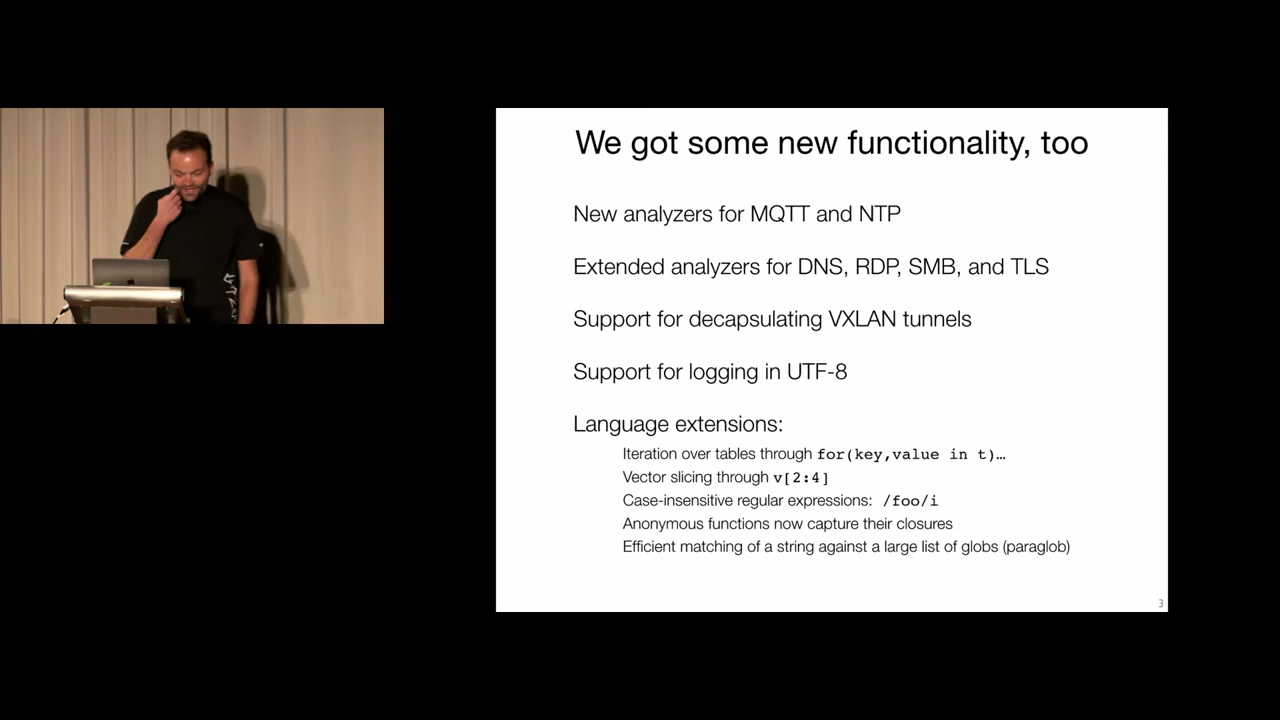 We got some new functionality, too
New analyzers for MQTT and NTP
Extended analyzers for DNS, RDP, SMB, and TLS
Support for decapsulating VXLAN tunnels
Support for logging in UTF-8
Language extensions:
Iteration over tables through for(key,value in t)…
Vector slicing through v[2:4]
Case-insensitive regular expressions: /foo/i
Anonymous functions now capture their closures
Efficient matching of a string against a large list of globs (paraglob)
3